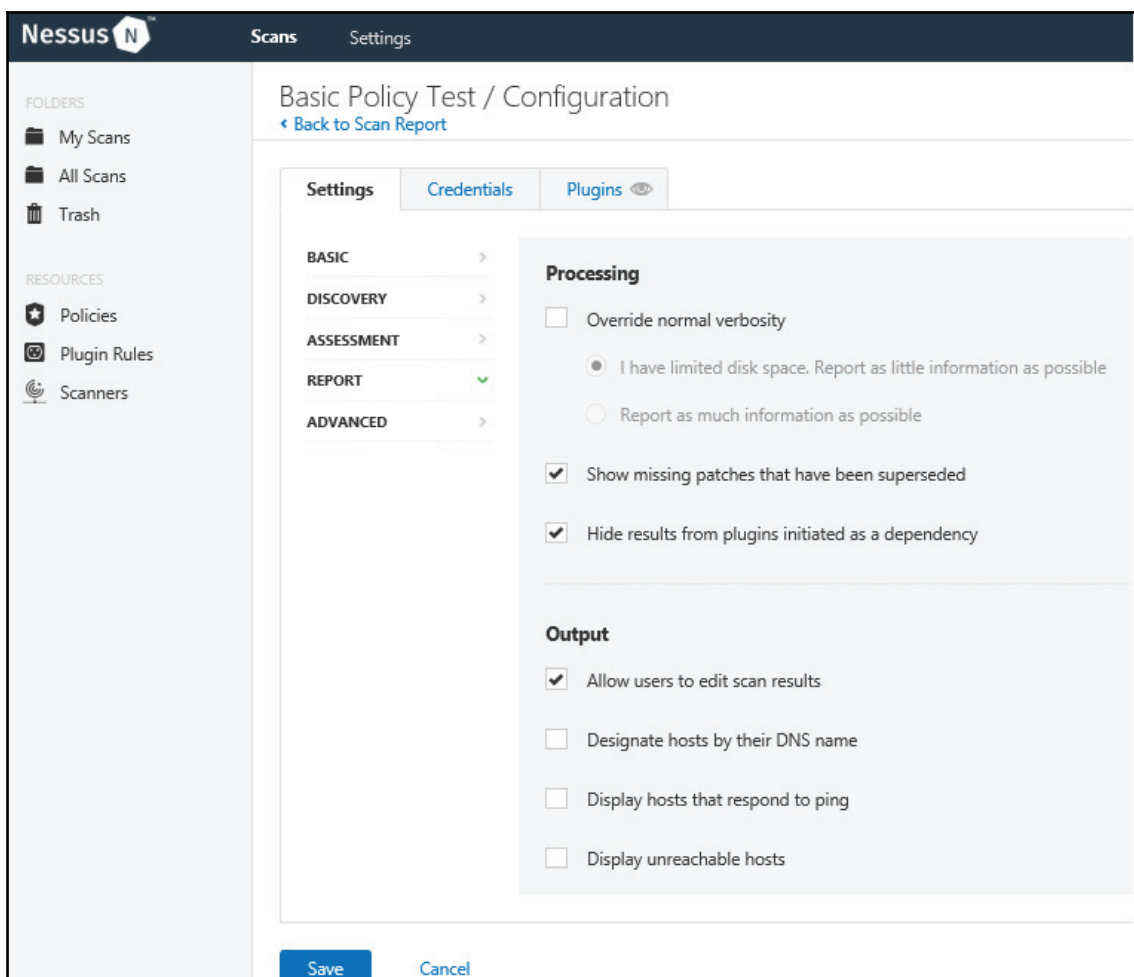 Nessus N ™
Scans Settings
FOLDERS
My Scans
All Scans
Trash
RESOURCES
Policies
Plugin Rules
Scanners
Basic Policy Test / Configuration
Back to Scan Report
Settings Credentials Plugins
BASIC
DISCOVERY
ASSESSMENT
REPORT
ADVANCED
Processing
Override normal verbosity
I have limited disk space. Report as little information as possible
Report as much information as possible
Show missing patches that have been superseded
Hide results from plugins initiated as a dependency
Output
Allow users to edit scan results
Designate hosts by their DNS name
Display hosts that respond to ping
Display unreachable hosts
Save Cancel